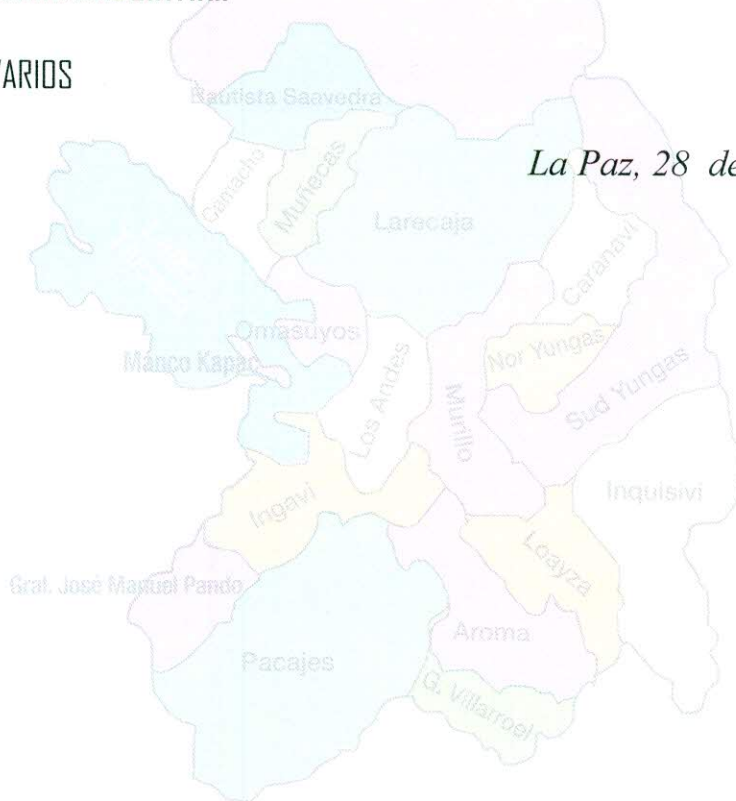 VARIOS
Bautista Saavedra
La Paz, 28 de
Camacho
Muñecas
Larecaja
Caranavi
Omasuyos
Manco Kapac
Nor Yungas
Los Andes
Murillo
Sud Yungas
Ingavi
Inquisivi
Loayza
Gral. José Manuel Pando
Aroma
Pacajes
G. Villarroel